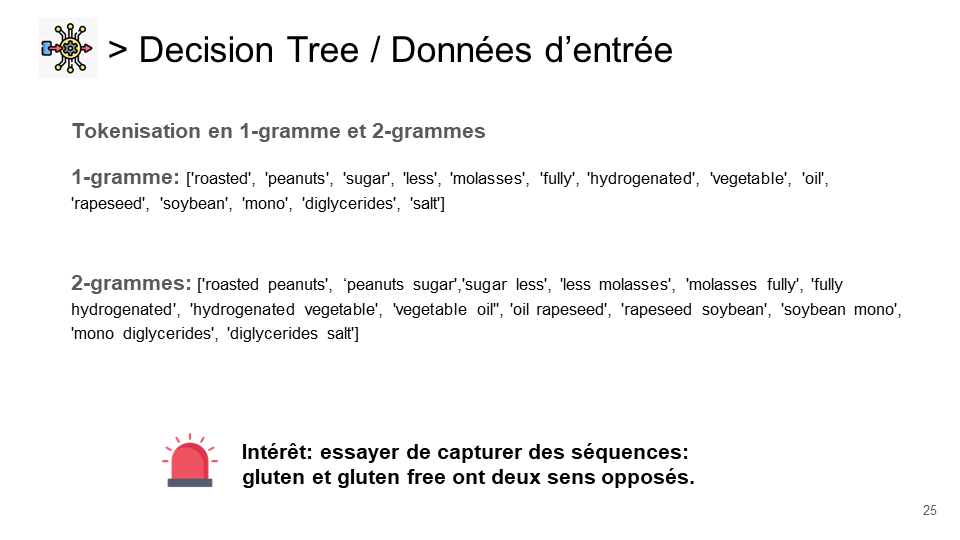 > Decision Tree / Données d’entrée
Tokenisation en 1-gramme et 2-grammes
1-gramme: ['roasted', 'peanuts', 'sugar', 'less', 'molasses', 'fully', 'hydrogenated', 'vegetable', 'oil',
'rapeseed', 'soybean', 'mono', 'diglycerides', 'salt']
2-grammes: ['roasted peanuts', ‘peanuts sugar','sugar less', 'less molasses', 'molasses fully', 'fully
hydrogenated', 'hydrogenated vegetable', 'vegetable oil'', 'oil rapeseed', 'rapeseed soybean', 'soybean mono',
'mono diglycerides', 'diglycerides salt']
Intérêt: essayer de capturer des séquences:
gluten et gluten free ont deux sens opposés.
25